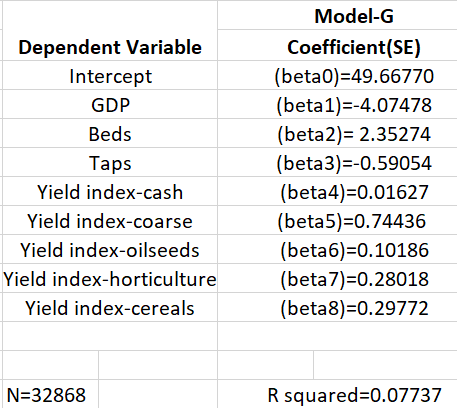 Model-G
Dependent Variable Coefficient(SE)
Intercept (beta0)=49.66770
GDP (beta1)=-4.07478
Beds (beta2)= 2.35274
Taps (beta3)=-0.59054
Yield index-cash (beta4)=0.01627
Yield index-coarse (beta5)=0.74436
Yield index-oilseeds (beta6)=0.10186
Yield index-horticulture (beta7)=0.28018
Yield index-cereals (beta8)=0.29772
N=32868 R squared=0.07737